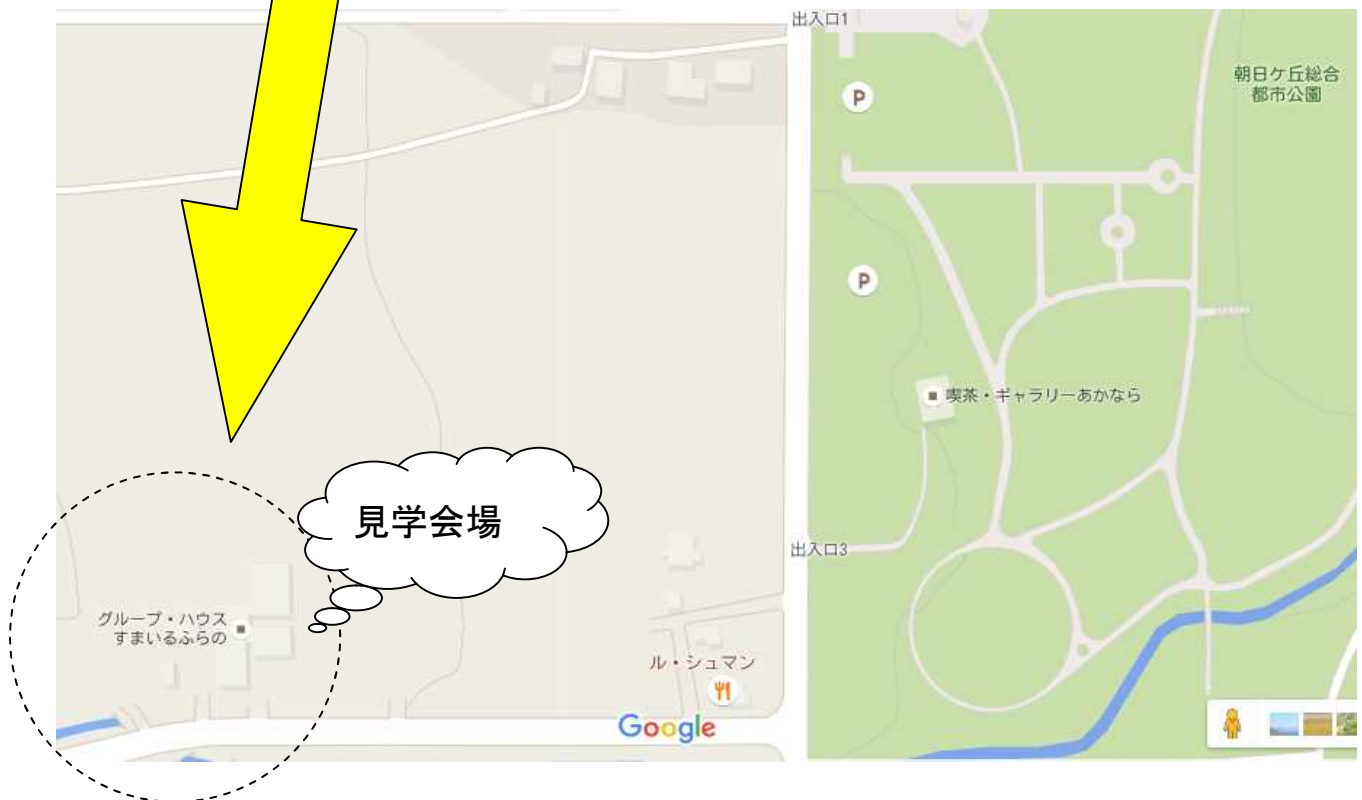 出入口1
朝日ケ丘総合
都市公園
P
P
喫茶・ギャラリーあかなら
見学会場
出入口3
グループ・ハウス
すまいるふらの
ル・シュマン
Google